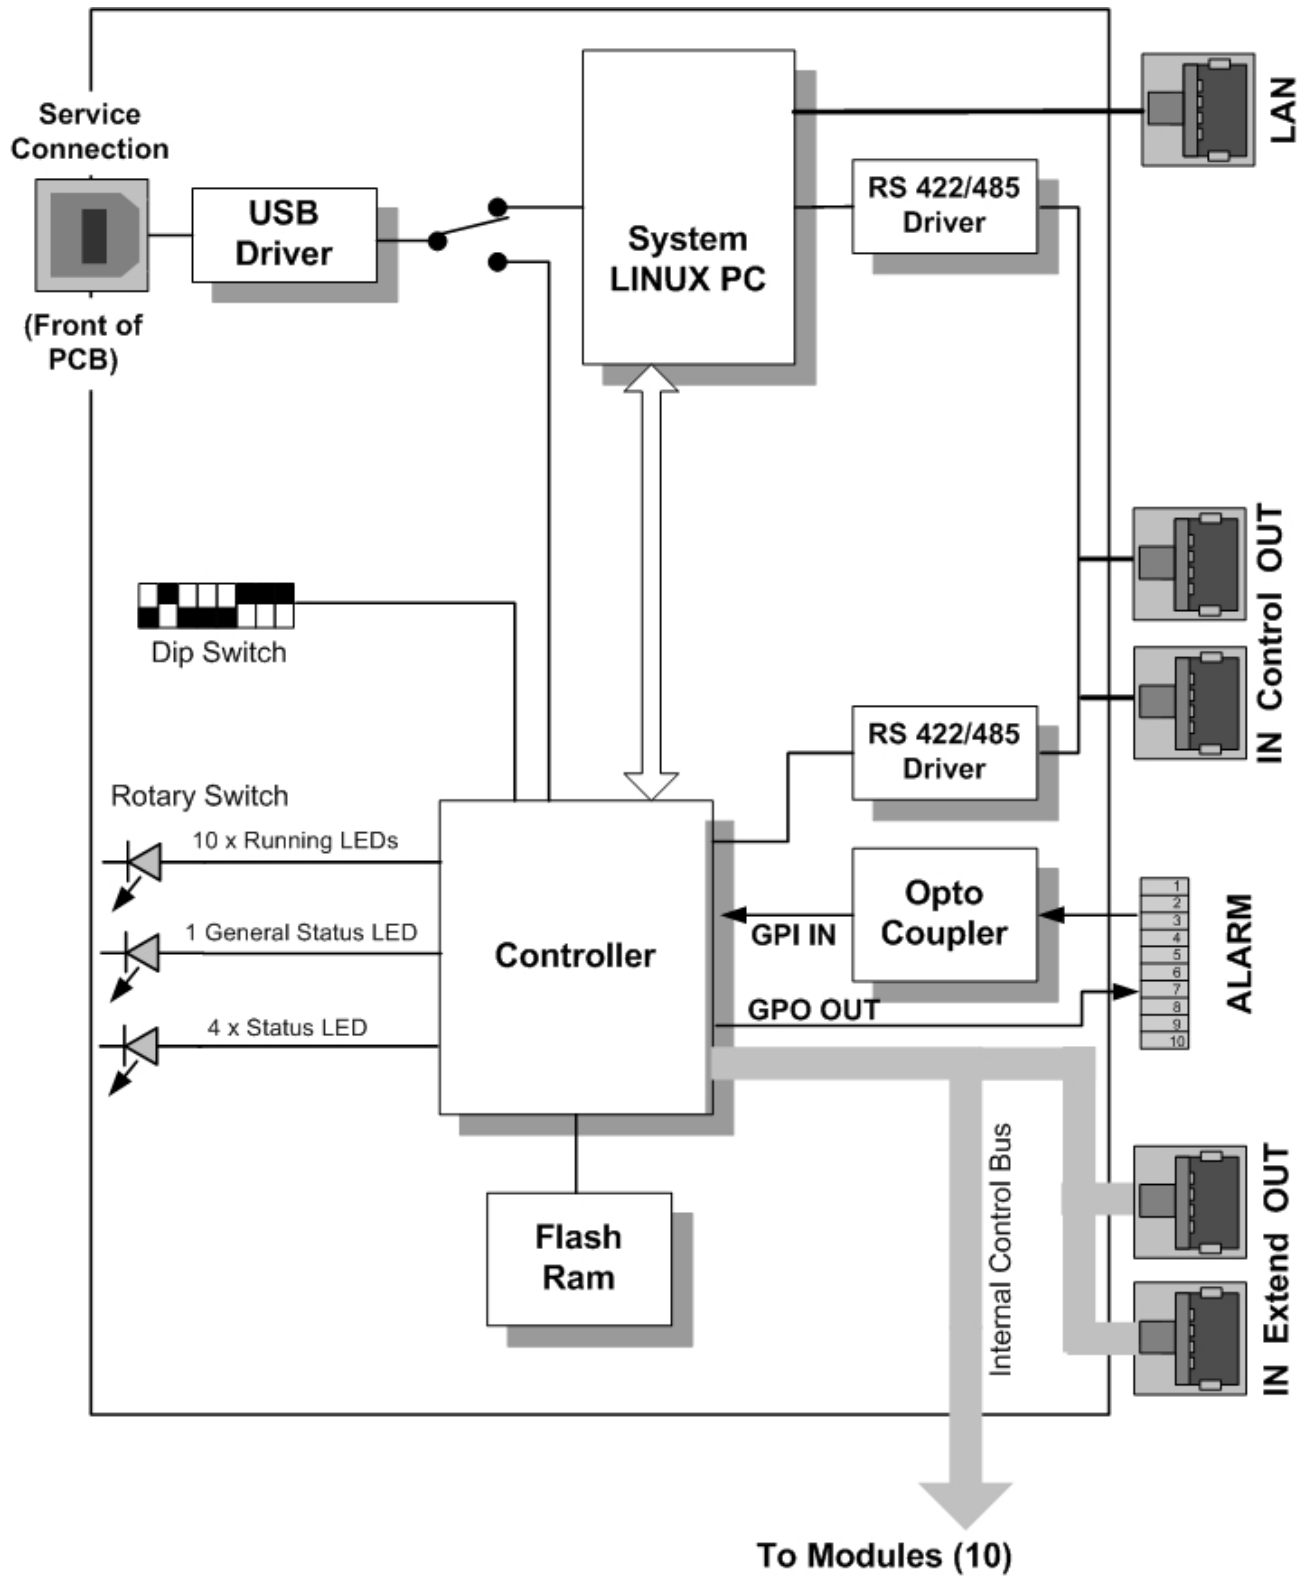 Service
Connection
(Front of
PCB)
USB
Driver
System
LINUX PC
RS 422/485
Driver
LAN
IN Control OUT
Dip Switch
Rotary Switch
10 x Running LEDs
1 General Status LED
4 x Status LED
Controller
RS 422/485
Driver
Opto
Coupler
GPI IN
GPO OUT
1
2
3
4
5
6
7
8
9
10
ALARM
Flash
Ram
Internal Control Bus
IN Extend OUT
To Modules (10)